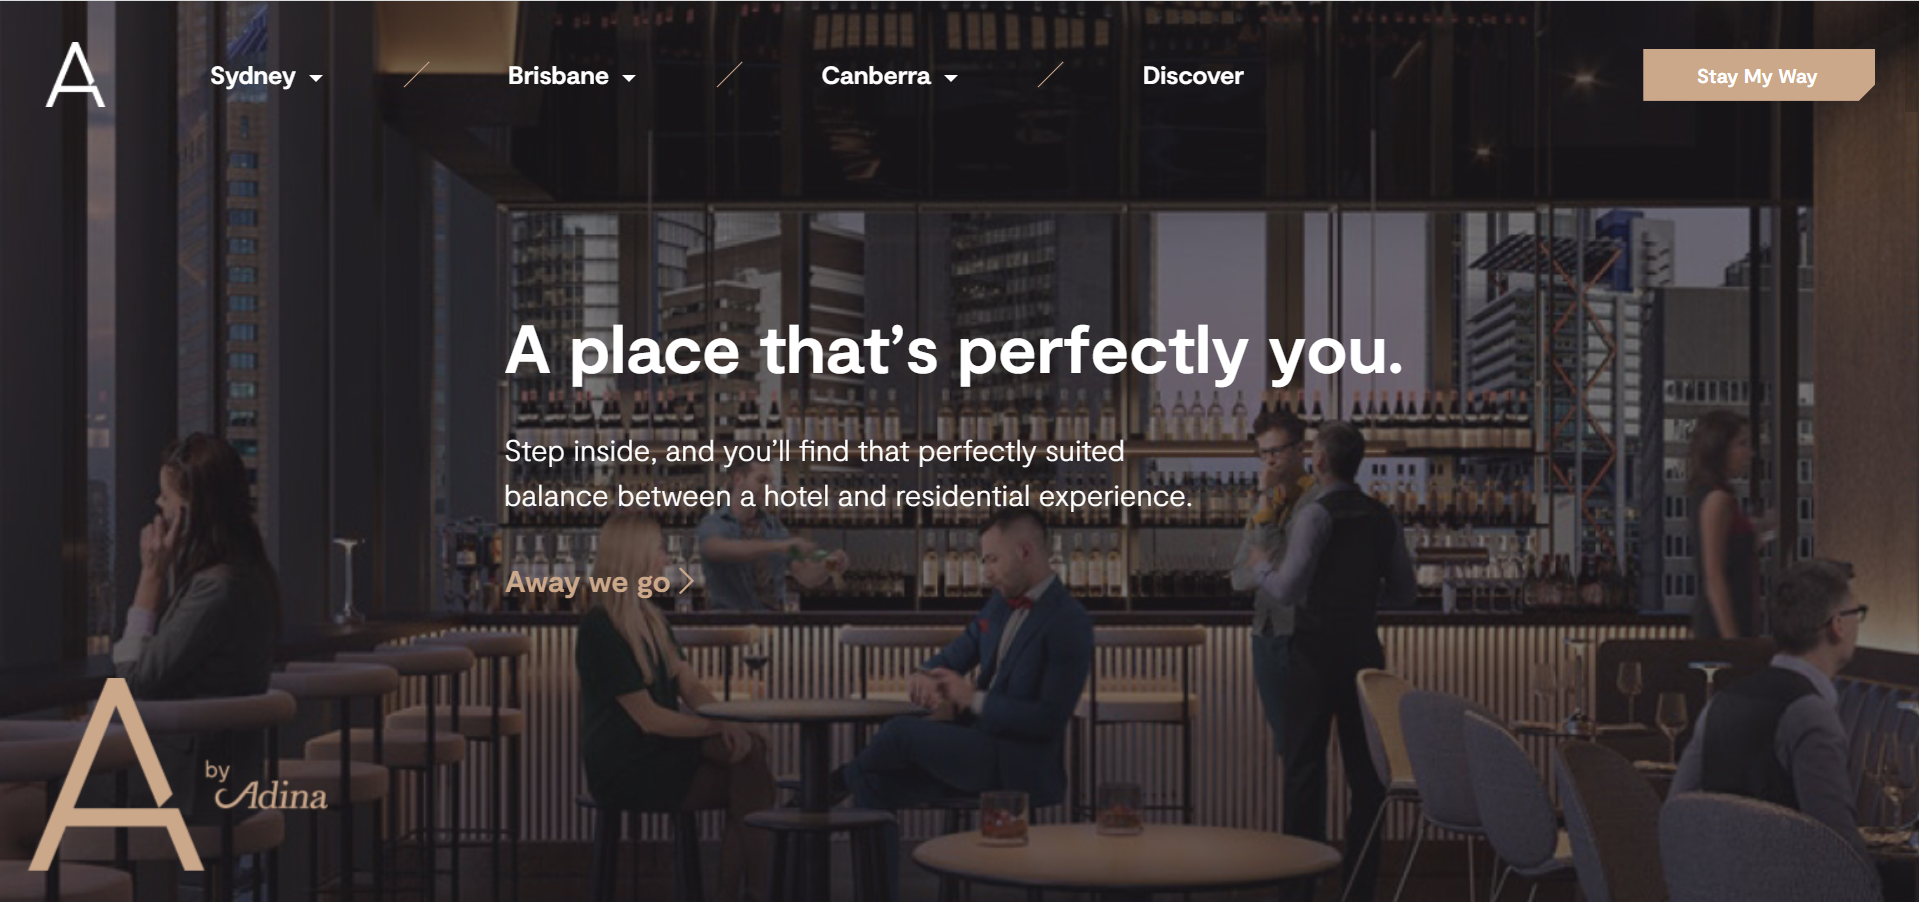 A
Sydney
Brisbane
Canberra
Discover
Stay My Way
A place that’s perfectly you.
Step inside, and you’ll find that perfectly suited
balance between a hotel and residential experience.
Away we go
A by Adina